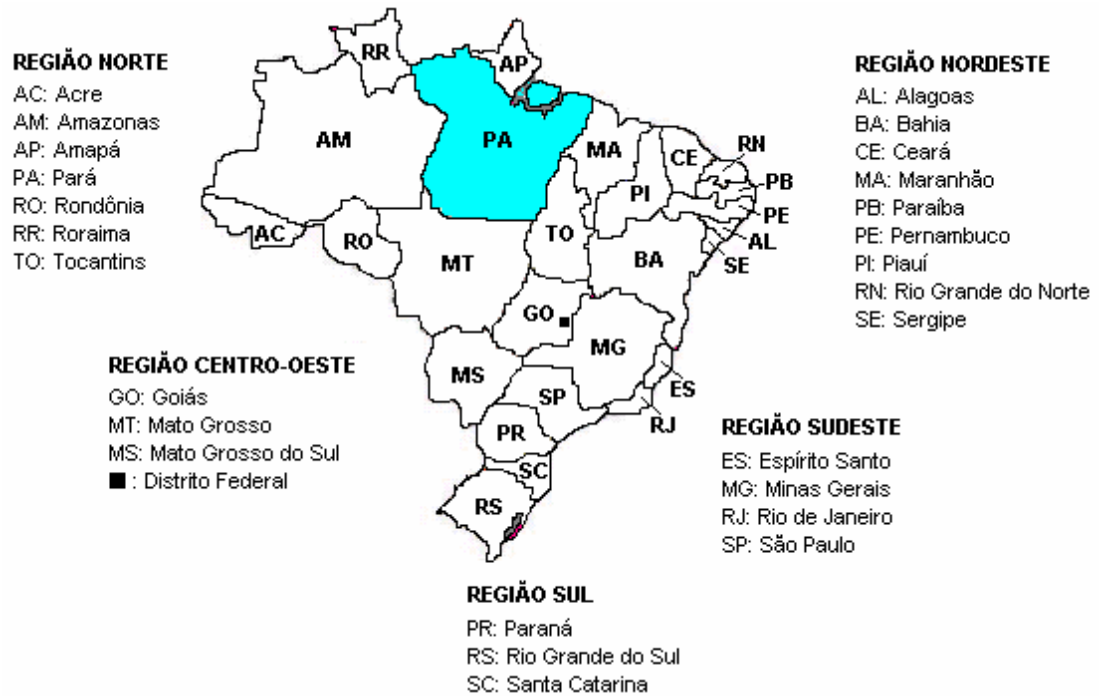 REGIÃO NORTE
AC: Acre
AM: Amazonas
AP: Amapá
PA: Pará
RO: Rondônia
RR: Roraima
TO: Tocantins
REGIÃO CENTRO-OESTE
GO: Goiás
MT: Mato Grosso
MS: Mato Grosso do Sul
■ : Distrito Federal
RR
AP
AM
PA
MA
CE
RN
PB
PE
AL
SE
PI
AC
RO
TO
BA
MT
GO
MG
ES
MS
SP
RJ
PR
SC
RS
REGIÃO NORDESTE
AL: Alagoas
BA: Bahia
CE: Ceará
MA: Maranhão
PB: Paraíba
PE: Pernambuco
PI: Piauí
RN: Rio Grande do Norte
SE: Sergipe
REGIÃO SUDESTE
ES: Espírito Santo
MG: Minas Gerais
RJ: Rio de Janeiro
SP: São Paulo
REGIÃO SUL
PR: Paraná
RS: Rio Grande do Sul
SC: Santa Catarina